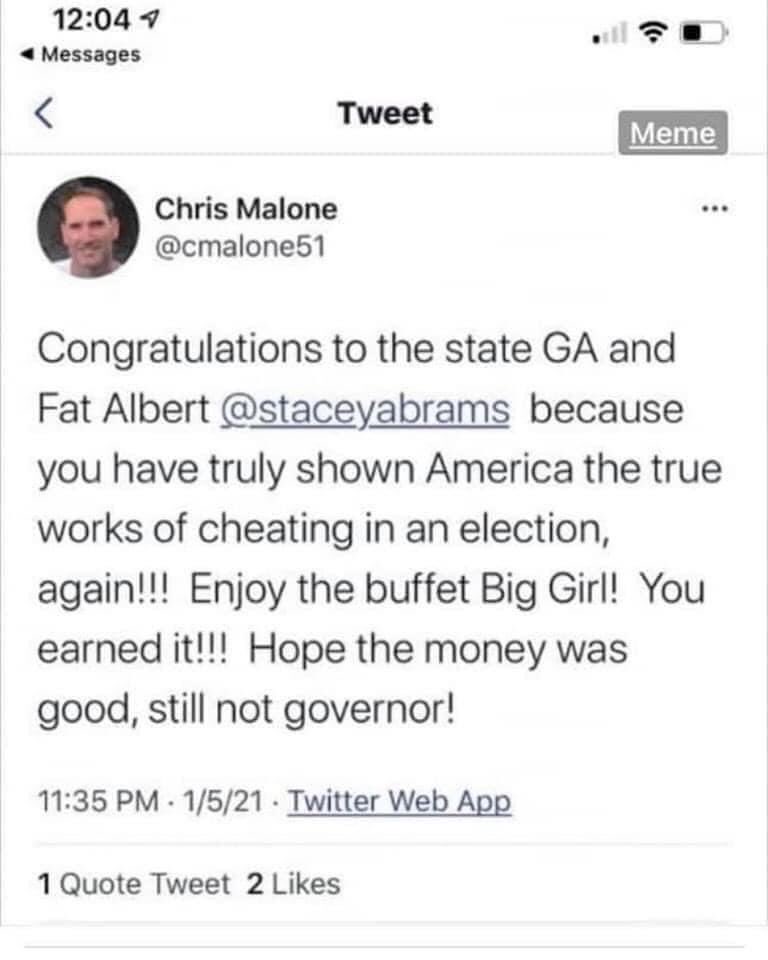 12:04
Messages
Tweet
Meme
Chris Malone
@cmalone51
Congratulations to the state GA and
Fat Albert @staceyabrams because
you have truly shown America the true
works of cheating in an election,
again!!! Enjoy the buffet Big Girl! You
earned it!!! Hope the money was
good, still not governor!
11:35 PM · 1/5/21 · Twitter Web App
1 Quote Tweet 2 Likes